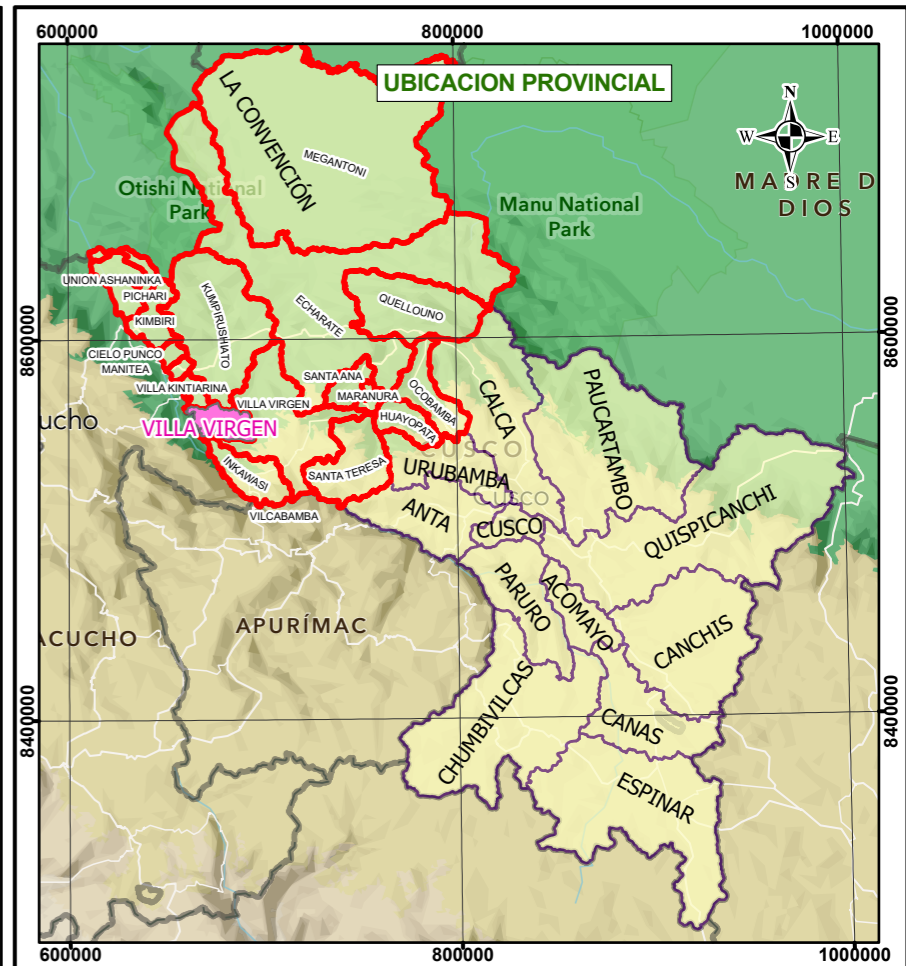 600000
800000
1000000
UBICACION PROVINCIAL
N
W
E
S
LA CONVENCIÓN
MEGANTONI
Otishi National
Park
Manu National
Park
MADRE D
DIOS
UNION ASHANINKA
PICHARI
KIMBIRI
KUMPIRUSHIATO
ECHARATE
QUELLOUNO
8600000
8600000
CIELO PUNCO
MANITEA
VILLA KINTIARINA
VILLA VIRGEN
SANTA ANA
MARANURA
OCOBAMBA
HUAYOPATA
CALCA
PAUCARTAMBO
ucho
VILLA VIRGEN
CUSCO
INKAWASI
SANTA TERESA
URUBAMBA
CUSCO
VILCABAMBA
ANTA
CUSCO
QUISPICANCHI
PARURO
ACOMAYO
CANCHIS
ACUCHO
APURÍMAC
CHUMBIVILCAS
CANAS
8400000
8400000
ESPINAR
600000
800000
1000000